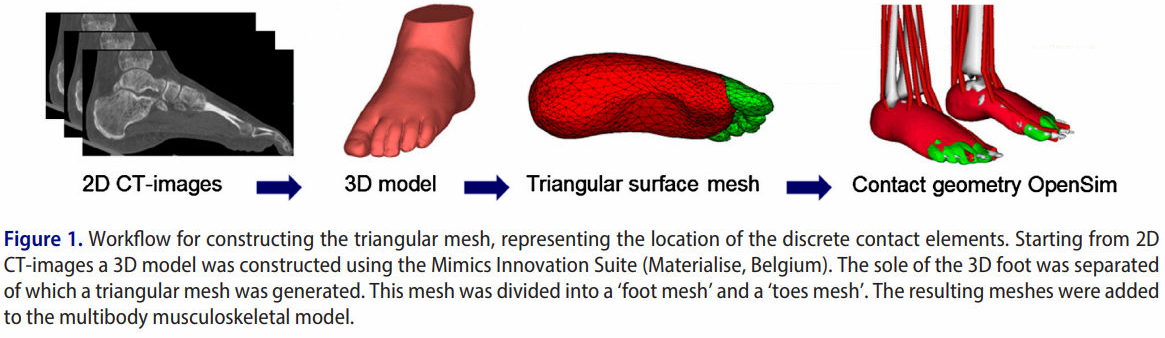 2D CT-images 3D model Triangular surface mesh Contact geometry OpenSim
Figure 1. Workflow for constructing the triangular mesh, representing the location of the discrete contact elements. Starting from 2D
CT-images a 3D model was constructed using the Mimics Innovation Suite (Materialise, Belgium). The sole of the 3D foot was separated
of which a triangular mesh was generated. This mesh was divided into a ‘foot mesh’ and a ‘toes mesh’. The resulting meshes were added
to the multibody musculoskeletal model.